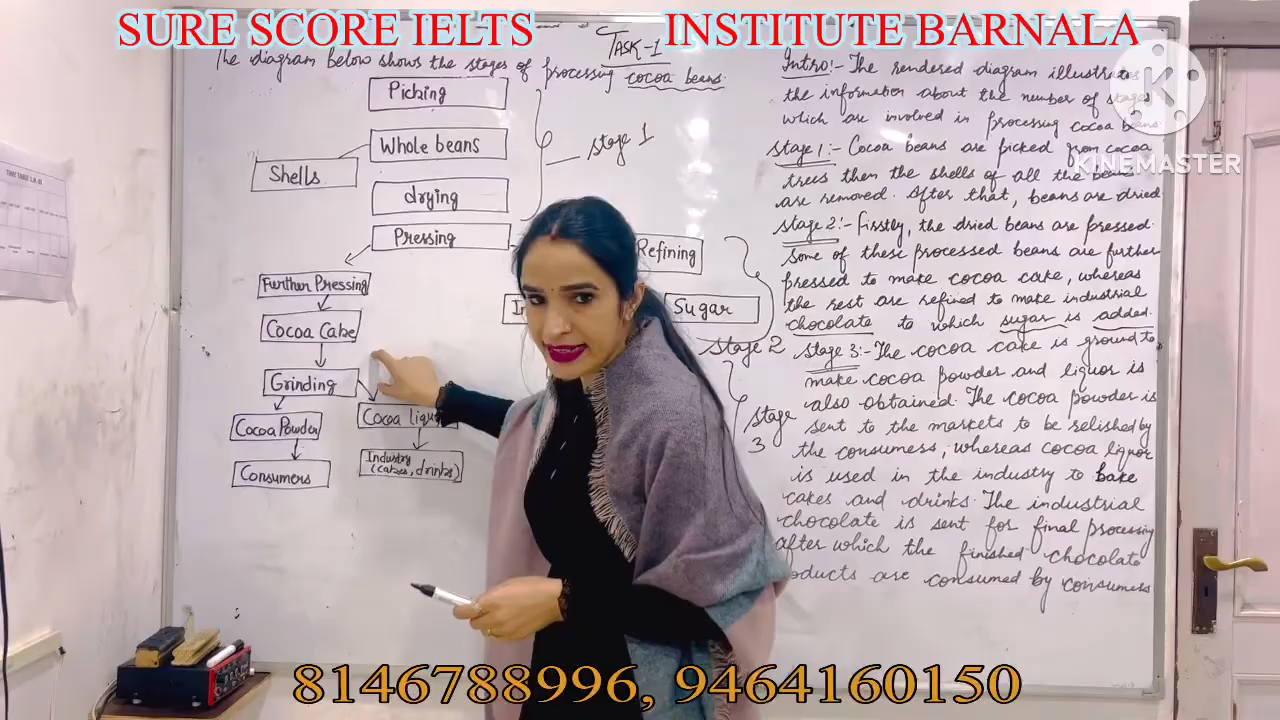 SURE SCORE IELTS INSTITUTE BARNALA
TASK-1
The diagram below shows the stages of processing cocoa beans.
Picking
Whole beans
Shells
drying
Pressing
stage 1
Further Pressing
Cocoa Cake
Grinding
Cocoa Powder
Consumers
Cocoa
Industry
(cakes, drinks)
Refining
Sugar
stage 2
stage
3
Intro:- The rendered diagram illustrates
the information about the number of stages
which are involved in processing cocoa beans.
stage 1:- Cocoa beans are picked from cocoa
trees then the shells of all the beans
are removed. After that, beans are dried
stage 2:- Firstly, the dried beans are pressed.
some of these processed beans are further
pressed to make cocoa cake, whereas
the rest are refined to make industrial
chocolate to which sugar is added.
stage 3:- The cocoa cake is ground to
make cocoa powder and liquor is
also obtained. The cocoa powder is
sent to the markets to be relished by
the consumess, whereas cocoa liquor
is used in the industry to bake
cakes and drinks. The industrial
chocolate is sent for final processing
after which the finished chocolate
products are consumed by consumess
KINEMASTER
TIME TABLE
8146788996, 9464160150